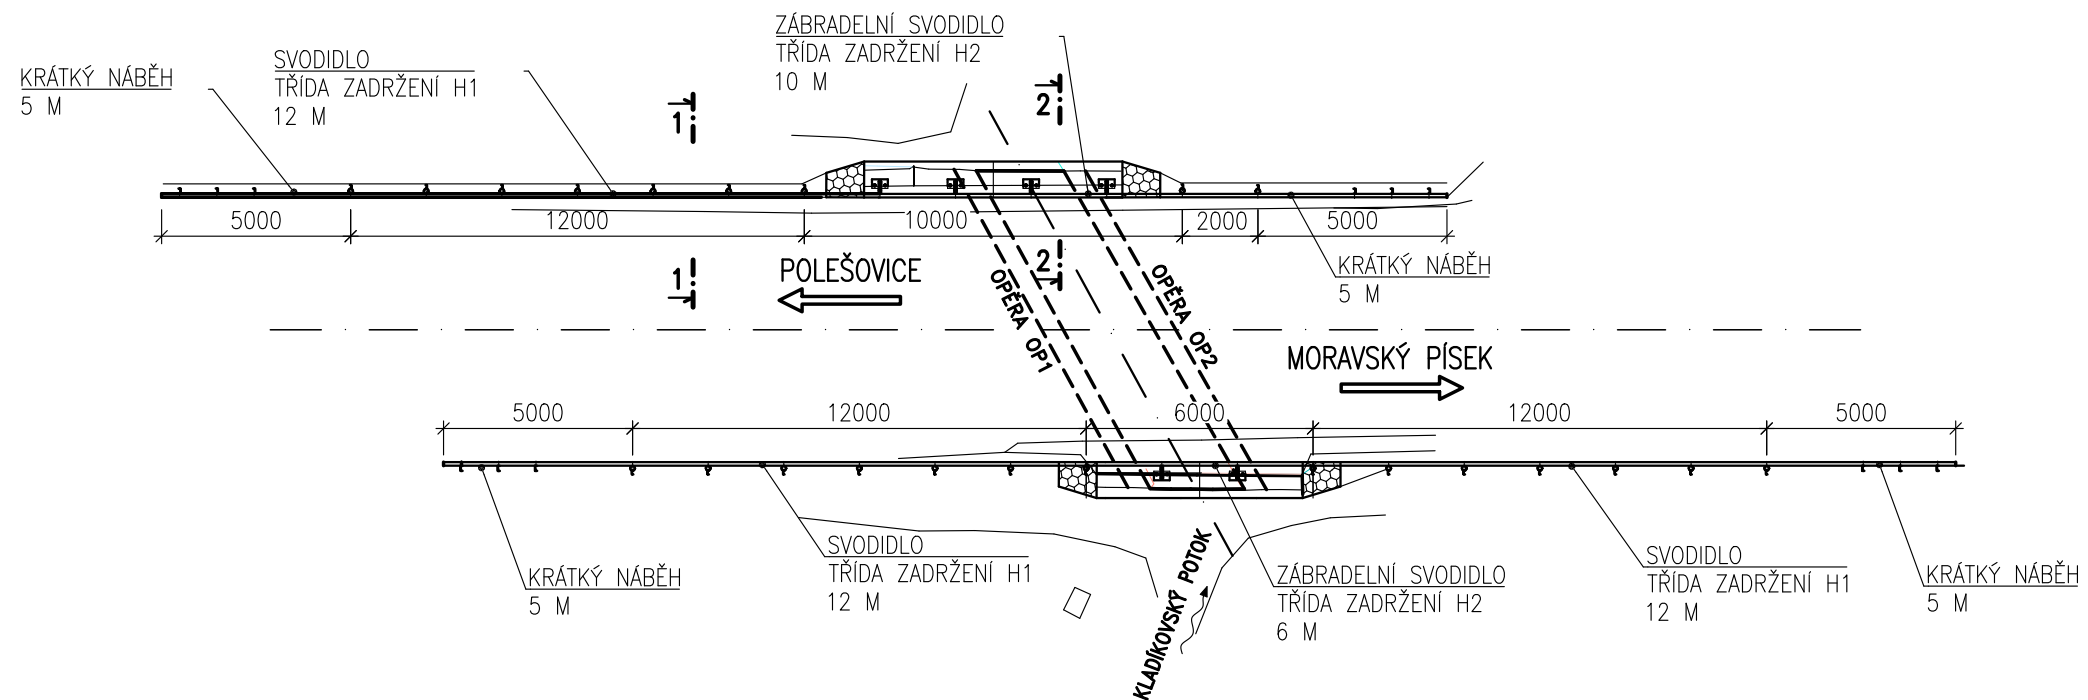 KRÁTKÝ NÁBĚH
5 M
SVODIDLO
TŘÍDA ZADRŽENÍ H1
12 M
ZÁBRADELNÍ SVODIDLO
TŘÍDA ZADRŽENÍ H2
10 M
1
2
5000
12000
10000
2000
5000
1
POLEŠOVICE
2
OPĚRA OP1
OPĚRA OP2
KRÁTKÝ NÁBĚH
5 M
MORAVSKÝ PÍSEK
5000
12000
6000
12000
5000
KRÁTKÝ NÁBĚH
5 M
SVODIDLO
TŘÍDA ZADRŽENÍ H1
12 M
KLADÍKOVSKÝ POTOK
ZÁBRADELNÍ SVODIDLO
TŘÍDA ZADRŽENÍ H2
6 M
SVODIDLO
TŘÍDA ZADRŽENÍ H1
12 M
KRÁTKÝ NÁBĚH
5 M